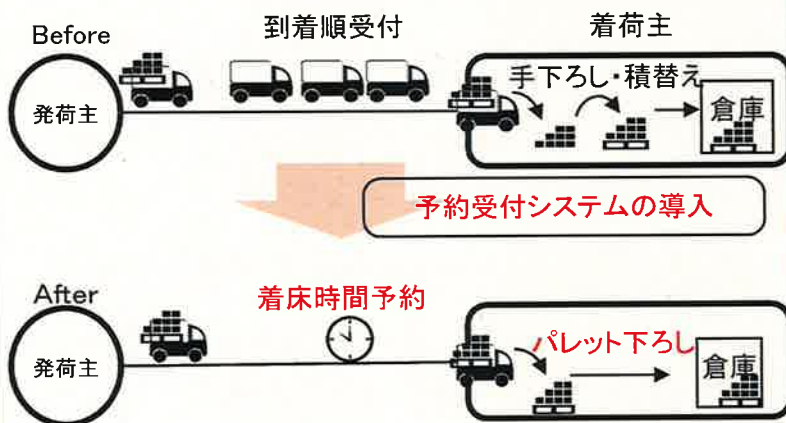 Before
到着順受付
着荷主
発荷主
手下ろし・積替え
倉庫
予約受付システムの導入
After
着床時間予約
発荷主
パレット下ろし
倉庫